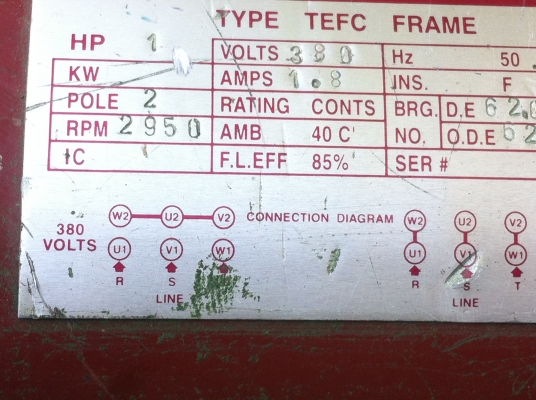 TYPE TEFC FRAME
HP 1 VOLTS 380 Hz 50
KW AMPS 1.8 INS. F
POLE 2 RATING CONTS BRG. D.E 62.0
RPM 2950 AMB 40 C NO. O.D.E 62
IC F.L.EFF 85% SER #
W2 U2 V2 CONNECTION DIAGRAM W2 U2 V2
380 VOLTS
U1 V1 W1 U1 V1 W1
R S R S T
LINE LINE